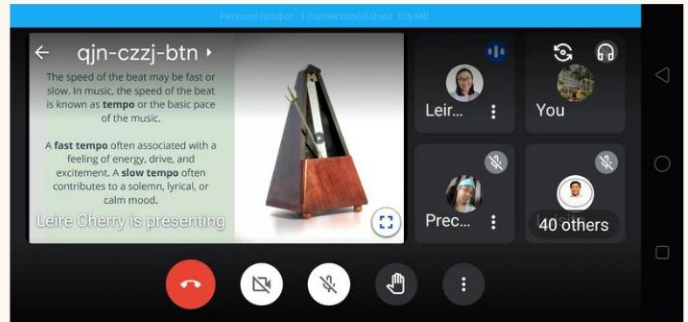 Personal hotspot 1 connection(s),Used 136 MB
qjn-czzj-btn
The speed of the beat may be fast or
slow. In music, the speed of the beat
is known as tempo or the basic pace
of the music.
A fast tempo often associated with a
feeling of energy, drive, and
excitement. A slow tempo often
contributes to a solemn, lyrical, or
calm mood.
Leire Cherry is presenting
Leir...
You
Prec...
40 others